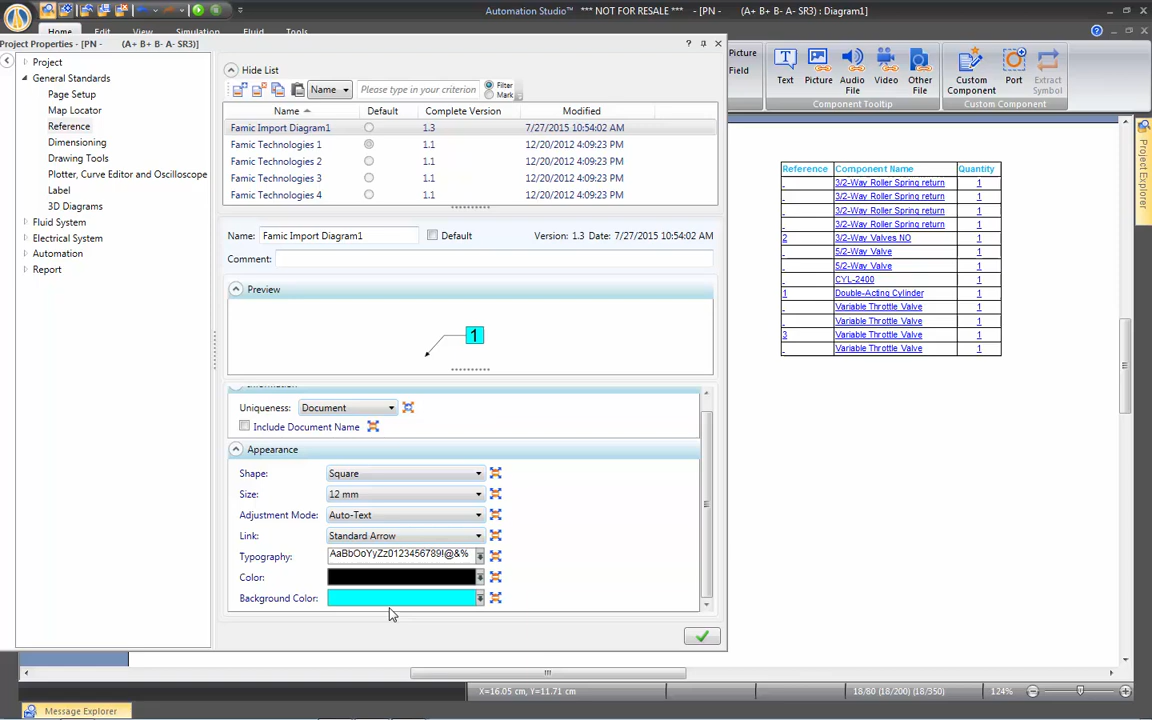 Automation Studio™ *** NOT FOR RESALE *** - [PN - (A+ B+ B- A- SR3) : Diagram1]
Home Edit View Simulation Fluid Tools
Project Properties - [PN - (A+ B+ B- A- SR3)]
Project
General Standards
Page Setup
Map Locator
Reference
Dimensioning
Drawing Tools
Plotter, Curve Editor and Oscilloscope
Label
3D Diagrams
Fluid System
Electrical System
Automation
Report
Hide List
Name
Please type in your criterion
Filter
Mark
Name Default Complete Version Modified
Famic Import Diagram1 1.3 7/27/2015 10:54:02 AM
Famic Technologies 1 1.1 12/20/2012 4:09:23 PM
Famic Technologies 2 1.1 12/20/2012 4:09:23 PM
Famic Technologies 3 1.1 12/20/2012 4:09:23 PM
Famic Technologies 4 1.1 12/20/2012 4:09:23 PM
Name: Famic Import Diagram1 Default Version: 1.3 Date: 7/27/2015 10:54:02 AM
Comment:
Preview
1
Information
Uniqueness: Document
Include Document Name
Appearance
Shape: Square
Size: 12 mm
Adjustment Mode: Auto-Text
Link: Standard Arrow
Typography: AaBbOoYyZz0123456789!@&%
Color:
Background Color:
Picture
Field
Text Picture Audio File Video Other File
Component Tooltip
Custom Component Port Extract Symbol
Custom Component
Project Explorer
Reference Component Name Quantity
- 3/2-Way Roller Spring return 1
- 3/2-Way Roller Spring return 1
- 3/2-Way Roller Spring return 1
- 3/2-Way Roller Spring return 1
2 3/2-Way Valves NO 1
- 5/2-Way Valve 1
- 5/2-Way Valve 1
- CYL-2400 1
1 Double-Acting Cylinder 1
- Variable Throttle Valve 1
- Variable Throttle Valve 1
3 Variable Throttle Valve 1
- Variable Throttle Valve 1
X=16.05 cm, Y=11.71 cm 18/80 (18/200) (18/350) 124%
Message Explorer